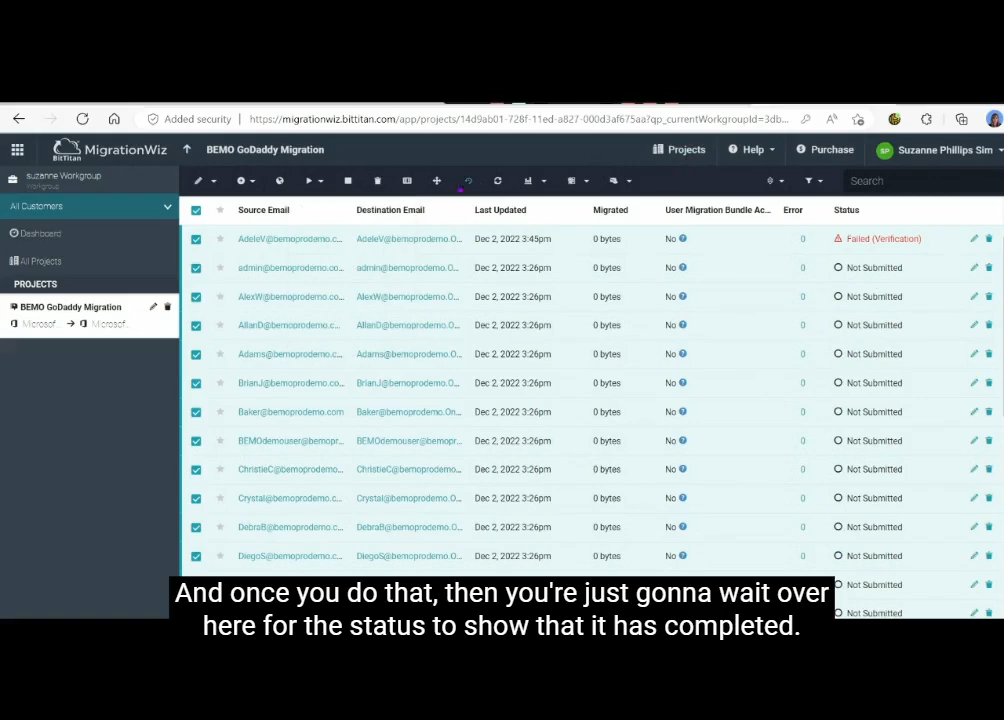 Added security
https://migrationwiz.bittitan.com/app/projects/14d9ab01-728f-11ed-a827-000d3af675aa?qp_currentWorkgroupId=3db...
BitTitan MigrationWiz
BEMO GoDaddy Migration
Projects
Help
Purchase
SP
Suzanne Phillips Sim
suzanne Workgroup
Workgroup
Search
All Customers
Dashboard
All Projects
PROJECTS
BEMO GoDaddy Migration
Microsof... → Microsof...
Source Email Destination Email Last Updated Migrated User Migration Bundle Ac... Error Status
AdeleV@bemoprodemo.c... AdeleV@bemoprodemo.O... Dec 2, 2022 3:45pm 0 bytes No 0 Failed (Verification)
admin@bemoprodemo.co... admin@bemoprodemo.O... Dec 2, 2022 3:26pm 0 bytes No 0 Not Submitted
AlexW@bemoprodemo.co... AlexW@bemoprodemo.O... Dec 2, 2022 3:26pm 0 bytes No 0 Not Submitted
AllanD@bemoprodemo.c... AllanD@bemoprodemo.O... Dec 2, 2022 3:26pm 0 bytes No 0 Not Submitted
Adams@bemoprodemo.c... Adams@bemoprodemo.O... Dec 2, 2022 3:26pm 0 bytes No 0 Not Submitted
BrianJ@bemoprodemo.co... BrianJ@bemoprodemo.O... Dec 2, 2022 3:26pm 0 bytes No 0 Not Submitted
Baker@bemoprodemo.com Baker@bemoprodemo.On... Dec 2, 2022 3:26pm 0 bytes No 0 Not Submitted
BEMOdemouser@bemopr... BEMOdemouser@bemopr... Dec 2, 2022 3:26pm 0 bytes No 0 Not Submitted
ChristieC@bemoprodemo... ChristieC@bemoprodemo... Dec 2, 2022 3:26pm 0 bytes No 0 Not Submitted
Crystal@bemoprodemo.c... Crystal@bemoprodemo.O... Dec 2, 2022 3:26pm 0 bytes No 0 Not Submitted
DebraB@bemoprodemo.c... DebraB@bemoprodemo.O... Dec 2, 2022 3:26pm 0 bytes No 0 Not Submitted
DiegoS@bemoprodemo.c... DiegoS@bemoprodemo.O... Dec 2, 2022 3:26pm 0 bytes No 0 Not Submitted
Not Submitted
Not Submitted
And once you do that, then you're just gonna wait over
here for the status to show that it has completed.